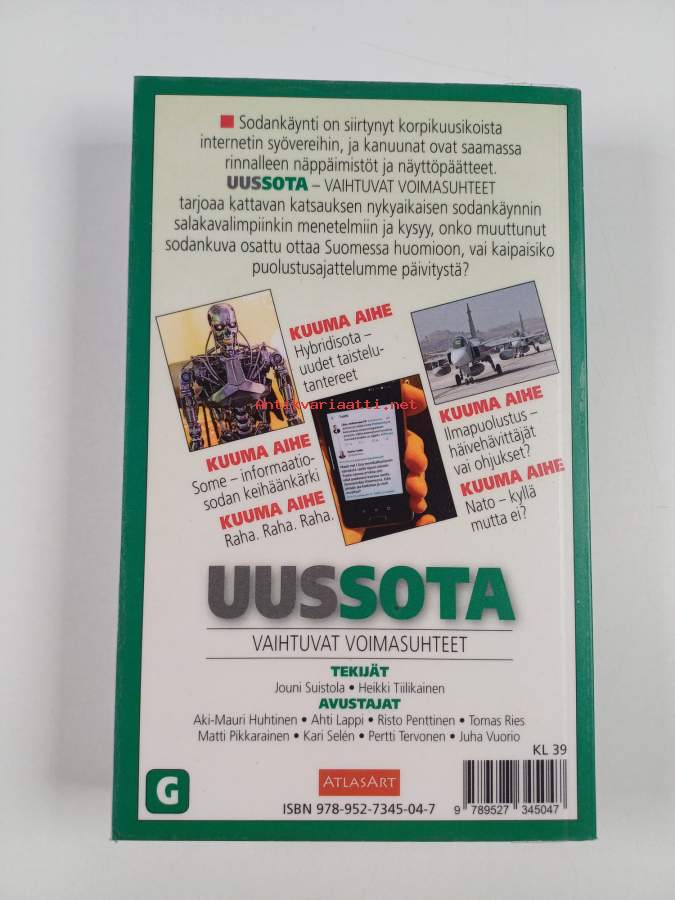 Sodankäynti on siirtynyt korpikuusikoista
internetin syövereihin, ja kanuunat ovat saamassa
rinnalleen näppäimistöt ja näyttöpäätteet.
UUSSOTA – VAIHTUVAT VOIMASUHTEET
tarjoaa kattavan katsauksen nykyaikaisen sodankäynnin
salakavalimpiinkin menetelmiin ja kysyy, onko muuttunut
sodankuva osattu ottaa Suomessa huomioon, vai kaipaisiko
puolustusajattelumme päivitystä?
KUUMA AIHE
Hybridisota –
uudet taistelu-
tantereet
Antikvariaatti.net
KUUMA AIHE
Some – informaatio-
sodan keihäänkärki
KUUMA AIHE
Raha. Raha. Raha.
KUUMA AIHE
Ilmapuolustus –
häivehävittäjät
vai ohjukset?
KUUMA AIHE
Nato – kyllä
mutta ei?
UUSSOTA
VAIHTUVAT VOIMASUHTEET
TEKIJÄT
Jouni Suistola • Heikki Tiilikainen
AVUSTAJAT
Aki-Mauri Huhtinen • Ahti Lappi • Risto Penttinen • Tomas Ries
Matti Pikkarainen • Kari Selén • Pertti Tervonen • Juha Vuorio
KL 39
G
ATLASART
ISBN 978-952-7345-04-7
9 789527 345047